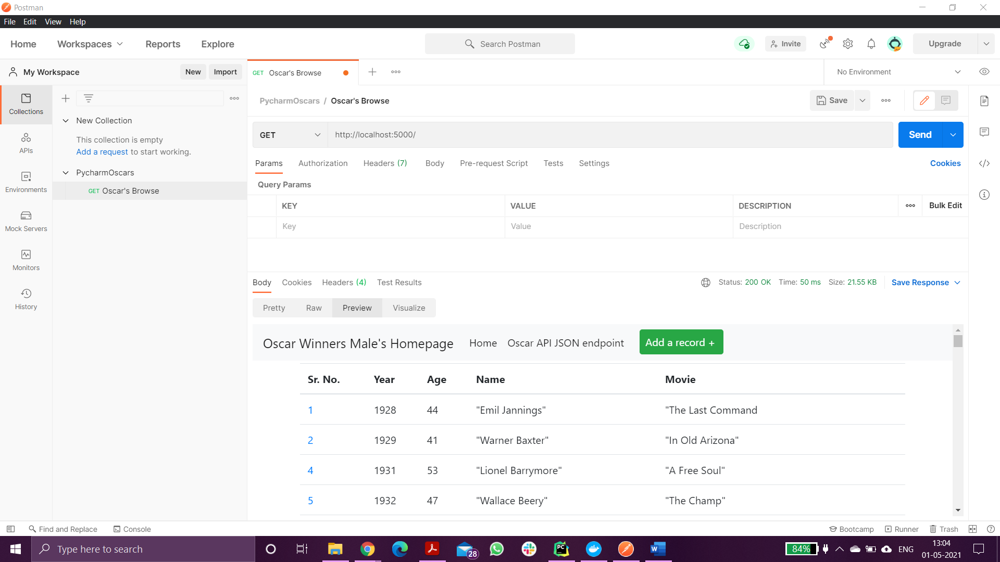 Postman
File Edit View Help
Home Workspaces Reports Explore Search Postman Invite Upgrade
My Workspace New Import GET Oscar's Browse No Environment
Collections
APIs
Environments
Mock Servers
Monitors
History
New Collection
This collection is empty
Add a request to start working.
PycharmOscars
GET Oscar's Browse
PycharmOscars / Oscar's Browse Save
GET http://localhost:5000/ Send
Params Authorization Headers (7) Body Pre-request Script Tests Settings Cookies
Query Params
KEY VALUE DESCRIPTION Bulk Edit
Key Value Description
Body Cookies Headers (4) Test Results Status: 200 OK Time: 50 ms Size: 21.55 KB Save Response
Pretty Raw Preview Visualize
Oscar Winners Male's Homepage Home Oscar API JSON endpoint Add a record +
Sr. No. Year Age Name Movie
1 1928 44 "Emil Jannings" "The Last Command
2 1929 41 "Warner Baxter" "In Old Arizona"
4 1931 53 "Lionel Barrymore" "A Free Soul"
5 1932 47 "Wallace Beery" "The Champ"
Find and Replace Console Bootcamp Runner Trash
Type here to search 28 PC W 84% ENG 13:04
01-05-2021